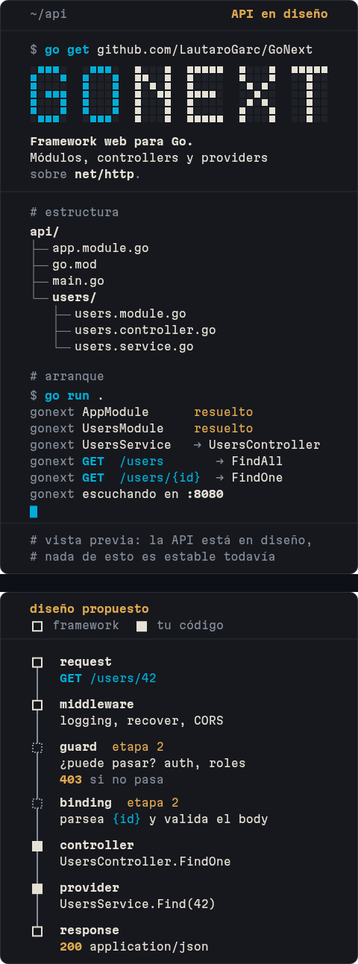 ~/api API en diseño
$ go get github.com/LautaroGarc/GoNext
GONEXT
Framework web para Go.
Módulos, controllers y providers
sobre net/http.
# estructura
api/
├── app.module.go
├── go.mod
├── main.go
└── users/
├── users.module.go
├── users.controller.go
└── users.service.go
# arranque
$ go run .
gonext AppModule resuelto
gonext UsersModule resuelto
gonext UsersService → UsersController
gonext GET /users → FindAll
gonext GET /users/{id} → FindOne
gonext escuchando en :8080
# vista previa: la API está en diseño,
# nada de esto es estable todavía
diseño propuesto
framework tu código
request
GET /users/42
middleware
logging, recover, CORS
guard etapa 2
¿puede pasar? auth, roles
403 si no pasa
binding etapa 2
parsea {id} y valida el body
controller
UsersController.FindOne
provider
UsersService.Find(42)
response
200 application/json